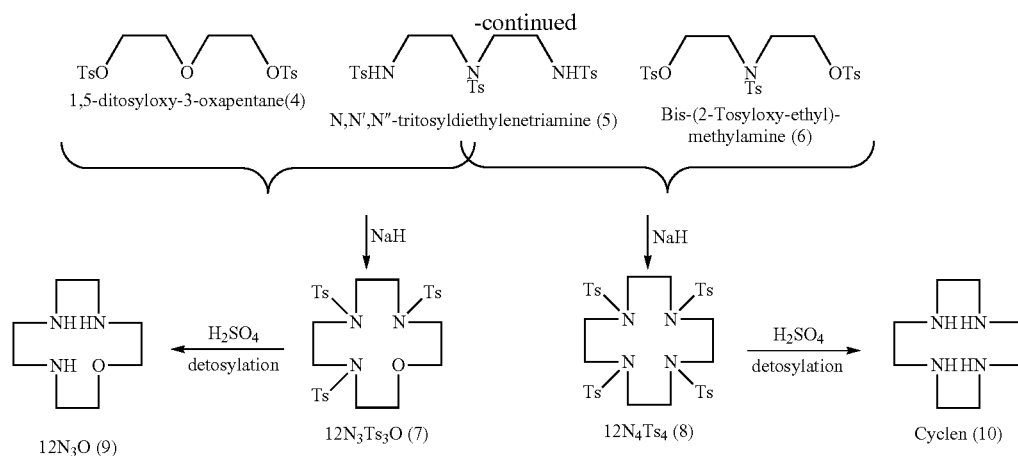 -continued
TsO O OTs
1,5-ditosyloxy-3-oxapentane(4)
TsHN N NHTs
Ts
N,N′,N″-tritosyldiethylenetriamine (5)
TsO N OTs
Ts
Bis-(2-Tosyloxy-ethyl)-
methylamine (6)
NaH
NaH
NH HN
NH O
12N₃O (9)
H₂SO₄
detosylation
Ts Ts
N N
N O
Ts
12N₃Ts₃O (7)
Ts Ts
N N
N N
Ts Ts
12N₄Ts₄ (8)
H₂SO₄
detosylation
NH HN
NH HN
Cyclen (10)